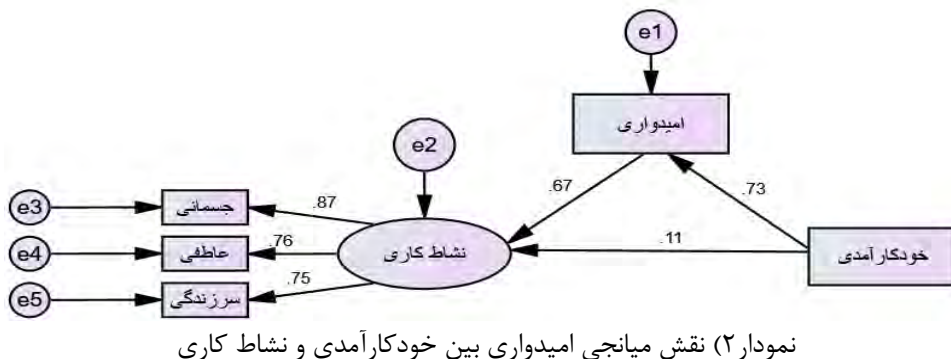 e1
امیدواری
e2
.67
.73
e3
جسمانی
.87
e4
عاطفی
.76
نشاط کاری
.11
خودکارآمدی
e5
سرزندگی
.75
نمودار۲) نقش میانجی امیدواری بین خودکارآمدی و نشاط کاری